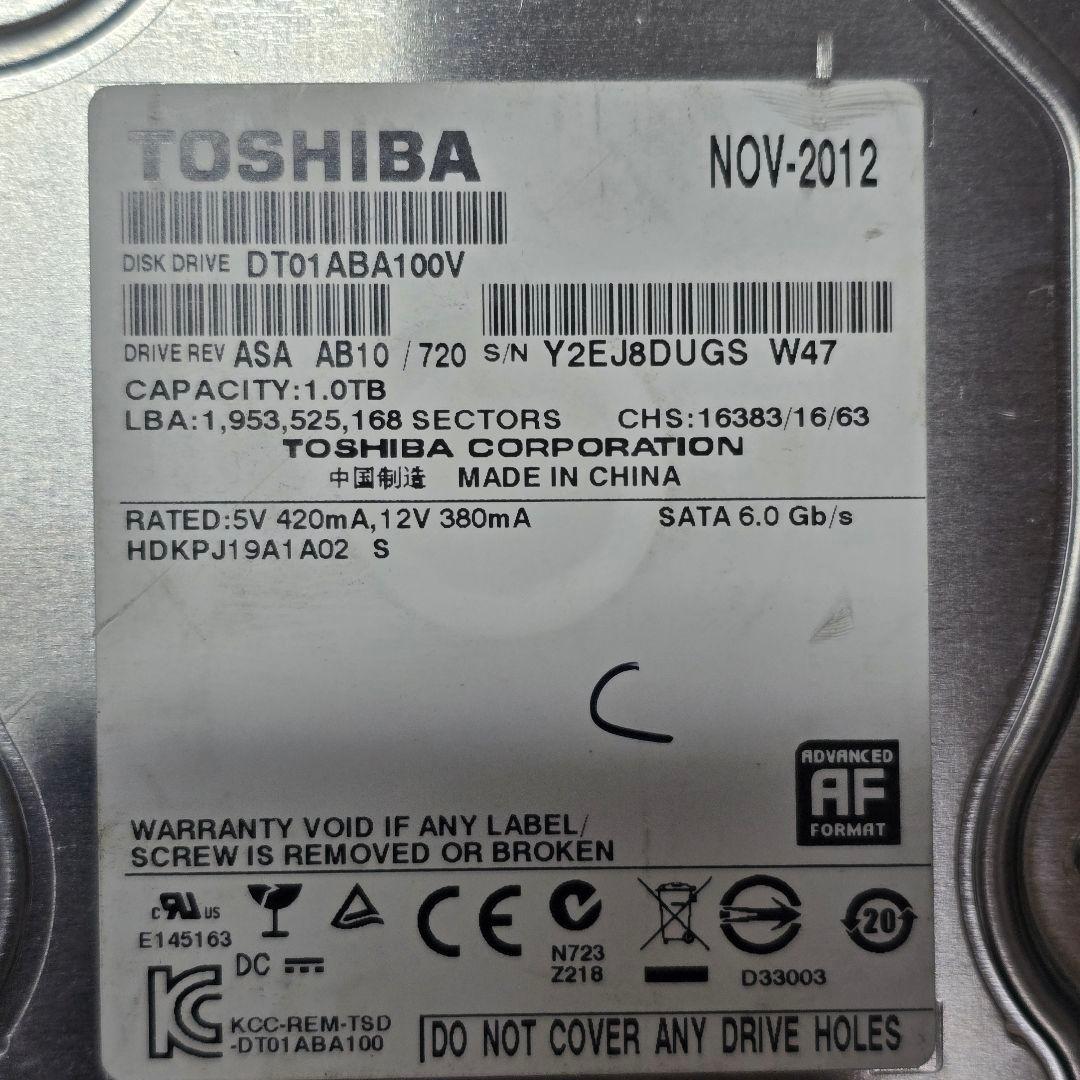 TOSHIBA
NOV-2012
DISK DRIVE DT01ABA100V
DRIVE REV ASA AB10 / 720 S/N Y2EJ8DUGS W47
CAPACITY:1.0TB
LBA:1,953,525,168 SECTORS CHS:16383/16/63
TOSHIBA CORPORATION
中国制造 MADE IN CHINA
RATED:5V 420mA,12V 380mA SATA 6.0 Gb/s
HDKPJ19A1A02 S
C
ADVANCED
AF
FORMAT
WARRANTY VOID IF ANY LABEL/
SCREW IS REMOVED OR BROKEN
c RU US
E145163
CE
N723
Z218
D33003
20
DC
KC
KCC-REM-TSD
-DT01ABA100
DO NOT COVER ANY DRIVE HOLES